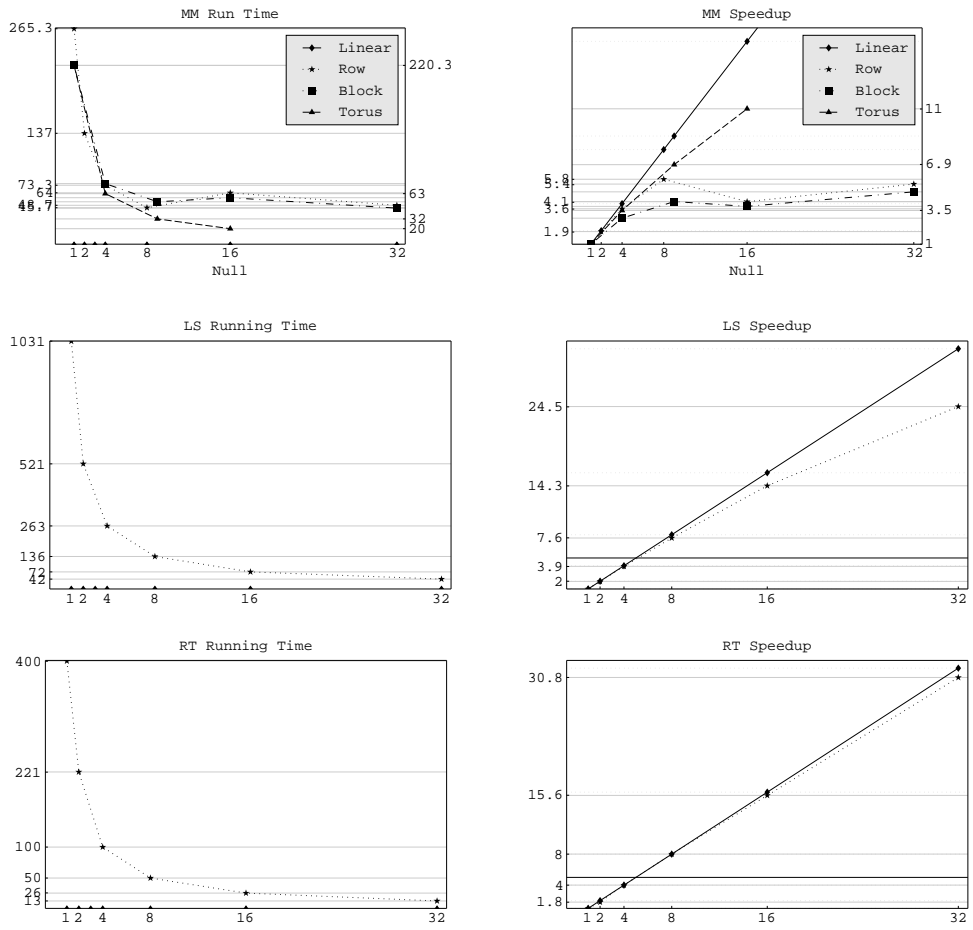 MM Run Time
265.3
137
73.3
64
48.7
45.7
220.3
63
32
20
Linear
Row
Block
Torus
1 2 4 8 16 32
Null
MM Speedup
5.8
5.4
4.1
3.6
1.9
11
6.9
3.5
1
Linear
Row
Block
Torus
1 2 4 8 16 32
Null
LS Running Time
1031
521
263
136
72
42
1 2 4 8 16 32
LS Speedup
24.5
14.3
7.6
3.9
2
1 2 4 8 16 32
RT Running Time
400
221
100
50
26
13
1 2 4 8 16 32
RT Speedup
30.8
15.6
8
4
1.8
1 2 4 8 16 32